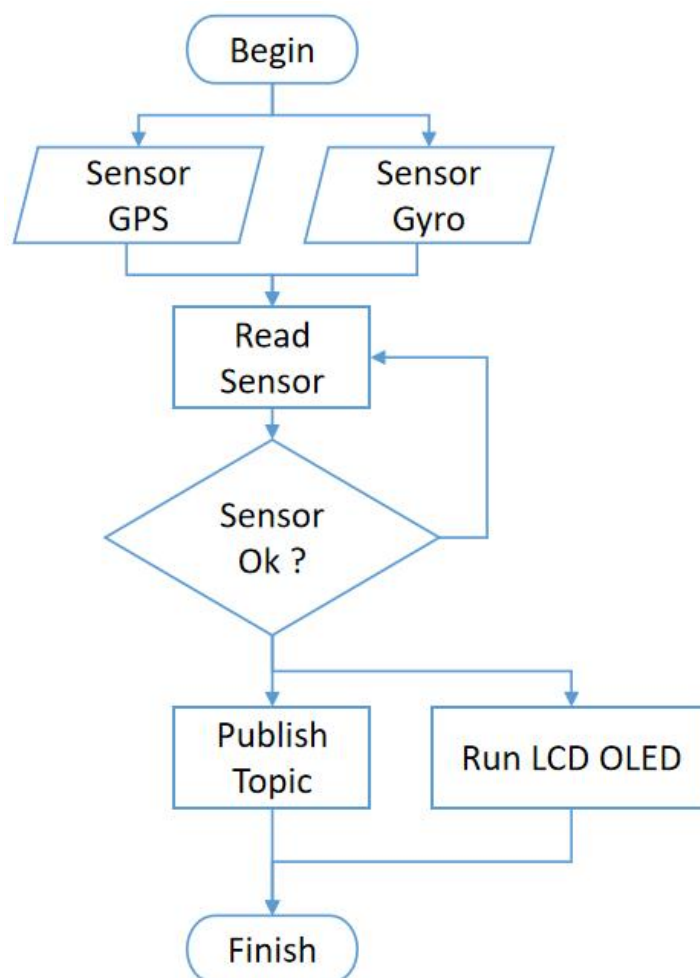 Begin
Sensor
GPS
Sensor
Gyro
Read
Sensor
Sensor
Ok ?
Publish
Topic
Run LCD OLED
Finish